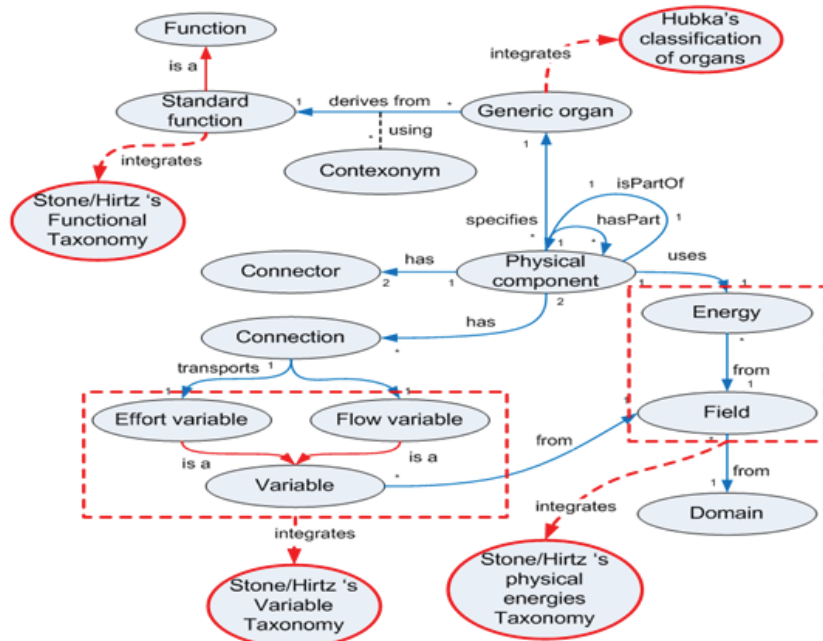 Function
Hubka's
classification
of organs
integrates
is a
Standard
function
1
derives from
*
Generic organ
using
*
integrates
Contexonym
1
1
isPartOf
Stone/Hirtz 's
Functional
Taxonomy
specifies
hasPart
1
*
1
*
uses
Connector
has
2
1
Physical
component
1
1
2
Energy
Connection
has
*
*
transports
1
from
1
1
1
Effort variable
Flow variable
1
Field
is a
is a
from
*
Variable
*
from
1
integrates
Domain
integrates
Stone/Hirtz 's
Variable
Taxonomy
Stone/Hirtz 's
physical
energies
Taxonomy